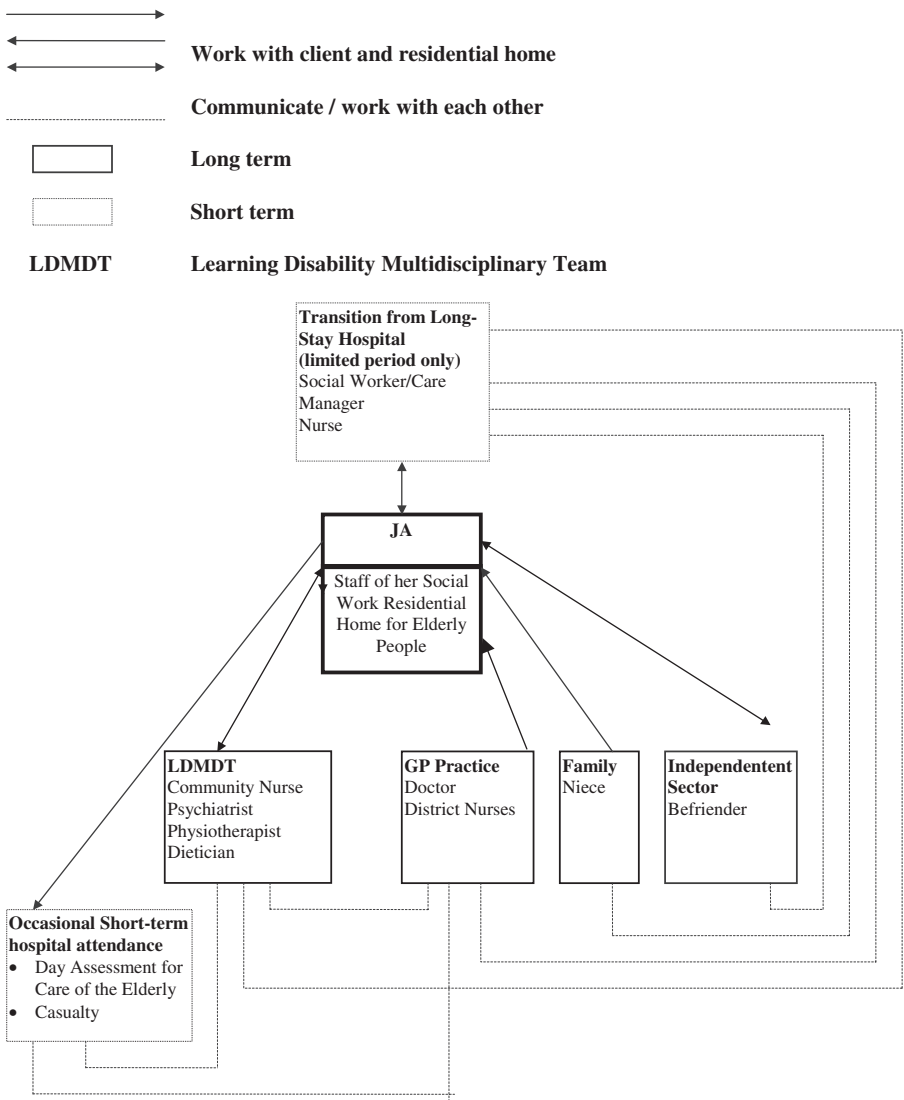 Work with client and residential home
Communicate / work with each other
Long term
Short term
LDMDT Learning Disability Multidisciplinary Team
Transition from Long-
Stay Hospital
(limited period only)
Social Worker/Care
Manager
Nurse
JA
Staff of her Social
Work Residential
Home for Elderly
People
LDMDT
Community Nurse
Psychiatrist
Physiotherapist
Dietician
GP Practice
Doctor
District Nurses
Family
Niece
Independentent
Sector
Befriender
Occasional Short-term
hospital attendance
• Day Assessment for
Care of the Elderly
• Casualty